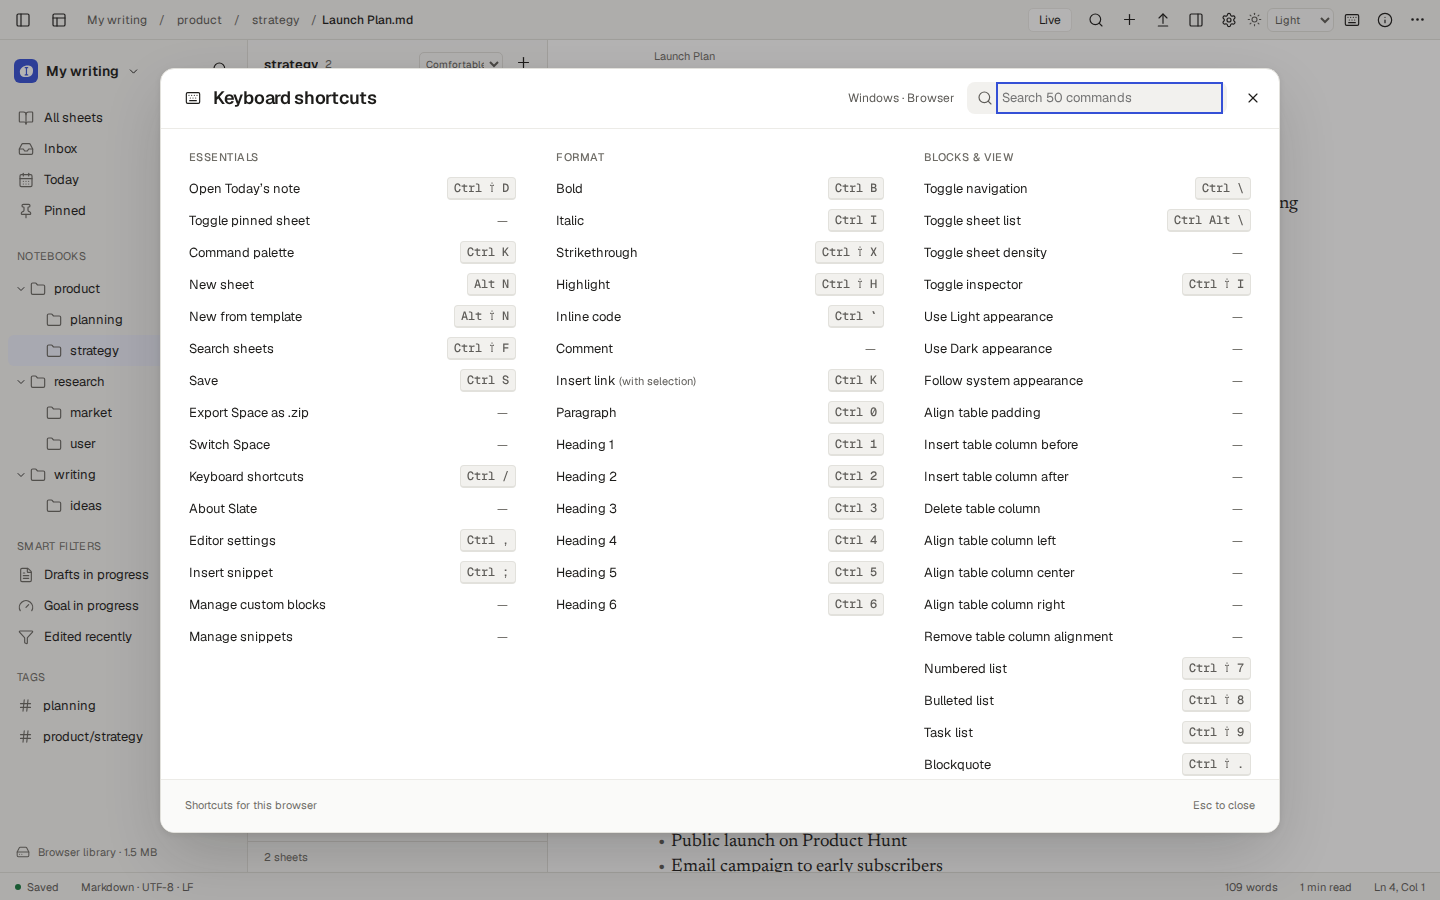 My writing / product / strategy / Launch Plan.md
Live
Light
My writing
All sheets
Inbox
Today
Pinned
NOTEBOOKS
product
planning
strategy
research
market
user
writing
ideas
SMART FILTERS
Drafts in progress
Goal in progress
Edited recently
TAGS
# planning
# product/strategy
Browser library · 1.5 MB
strategy 2
2 sheets
Launch Plan
Keyboard shortcuts
Windows · Browser
Search 50 commands
ESSENTIALS
Open Today's note Ctrl ⇧ D
Toggle pinned sheet —
Command palette Ctrl K
New sheet Alt N
New from template Alt ⇧ N
Search sheets Ctrl ⇧ F
Save Ctrl S
Export Space as .zip —
Switch Space —
Keyboard shortcuts Ctrl /
About Slate —
Editor settings Ctrl ,
Insert snippet Ctrl ;
Manage custom blocks —
Manage snippets —
FORMAT
Bold Ctrl B
Italic Ctrl I
Strikethrough Ctrl ⇧ X
Highlight Ctrl ⇧ H
Inline code Ctrl `
Comment —
Insert link (with selection) Ctrl K
Paragraph Ctrl 0
Heading 1 Ctrl 1
Heading 2 Ctrl 2
Heading 3 Ctrl 3
Heading 4 Ctrl 4
Heading 5 Ctrl 5
Heading 6 Ctrl 6
BLOCKS & VIEW
Toggle navigation Ctrl \
Toggle sheet list Ctrl Alt \
Toggle sheet density —
Toggle inspector Ctrl ⇧ I
Use Light appearance —
Use Dark appearance —
Follow system appearance —
Align table padding —
Insert table column before —
Insert table column after —
Delete table column —
Align table column left —
Align table column center —
Align table column right —
Remove table column alignment —
Numbered list Ctrl ⇧ 7
Bulleted list Ctrl ⇧ 8
Task list Ctrl ⇧ 9
Blockquote Ctrl ⇧ .
Shortcuts for this browser
Esc to close
• Public launch on Product Hunt
• Email campaign to early subscribers
Saved
Markdown · UTF-8 · LF
109 words
1 min read
Ln 4, Col 1